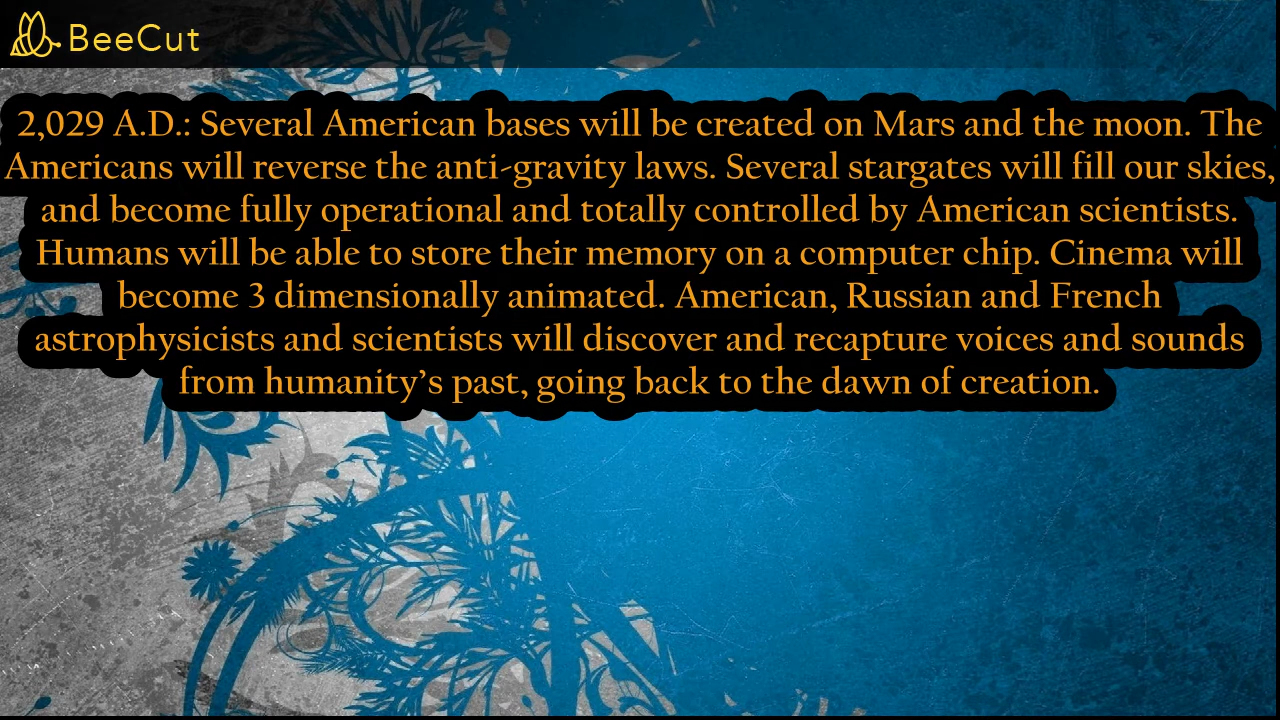 BeeCut
2,029 A.D.: Several American bases will be created on Mars and the moon. The
Americans will reverse the anti-gravity laws. Several stargates will fill our skies,
and become fully operational and totally controlled by American scientists.
Humans will be able to store their memory on a computer chip. Cinema will
become 3 dimensionally animated. American, Russian and French
astrophysicists and scientists will discover and recapture voices and sounds
from humanity’s past, going back to the dawn of creation.